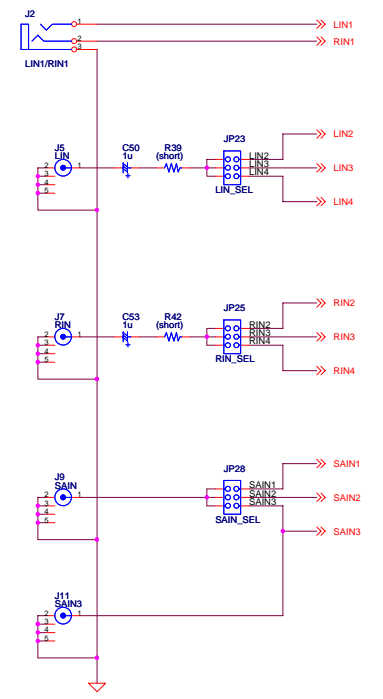 J2
1
2
3
LIN1/RIN1
LIN1
RIN1
J5
LIN
2
3
4
5
1
C50
1u
R39
(short)
JP23
LIN2
LIN3
LIN4
LIN_SEL
LIN2
LIN3
LIN4
J7
RIN
2
3
4
5
1
C53
1u
R42
(short)
JP25
RIN2
RIN3
RIN4
RIN_SEL
RIN2
RIN3
RIN4
J9
SAIN
2
3
4
5
1
JP28
SAIN1
SAIN2
SAIN3
SAIN_SEL
SAIN1
SAIN2
SAIN3
J11
SAIN3
2
3
4
5
1